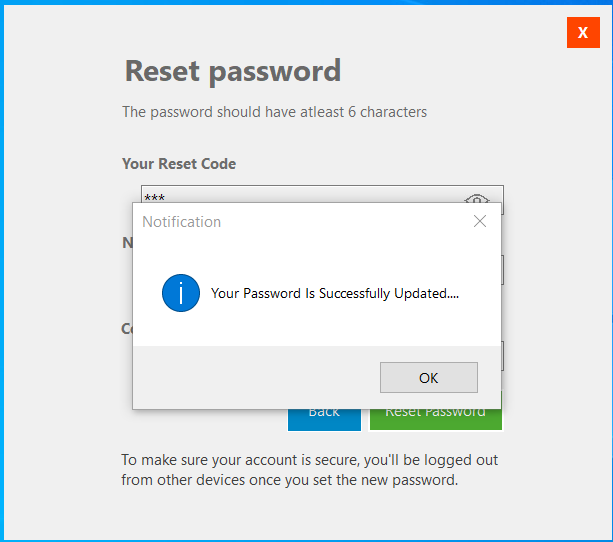 X
Reset password
The password should have atleast 6 characters
Your Reset Code
***
Notification
Your Password Is Successfully Updated....
OK
Back
Reset Password
To make sure your account is secure, you'll be logged out
from other devices once you set the new password.